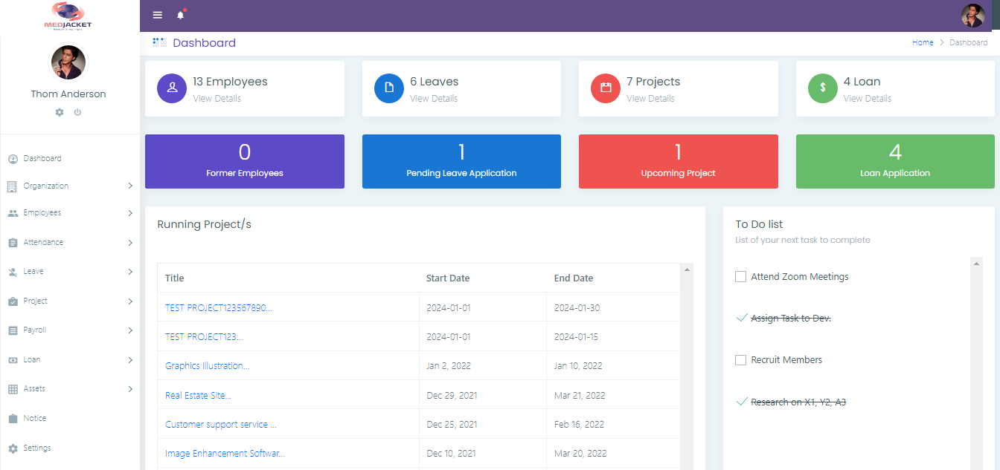 MEDJACKET
Thom Anderson
Dashboard
Organization
Employees
Attendance
Leave
Project
Payroll
Loan
Assets
Notice
Settings
Dashboard
Home > Dashboard
13 Employees
View Details
6 Leaves
View Details
7 Projects
View Details
4 Loan
View Details
0
Former Employees
1
Pending Leave Application
1
Upcoming Project
4
Loan Application
Running Project/s
Title Start Date End Date
TEST PROJECT123567890... 2024-01-01 2024-01-30
TEST PROJECT123... 2024-01-01 2024-01-15
Graphics Illustration... Jan 2, 2022 Jan 10, 2022
Real Estate Site... Dec 29, 2021 Mar 21, 2022
Customer support service ... Dec 25, 2021 Feb 16, 2022
Image Enhancement Softwar... Dec 10, 2021 Mar 20, 2022
To Do list
List of your next task to complete
Attend Zoom Meetings
Assign Task to Dev.
Recruit Members
Research on X1, Y2, A3